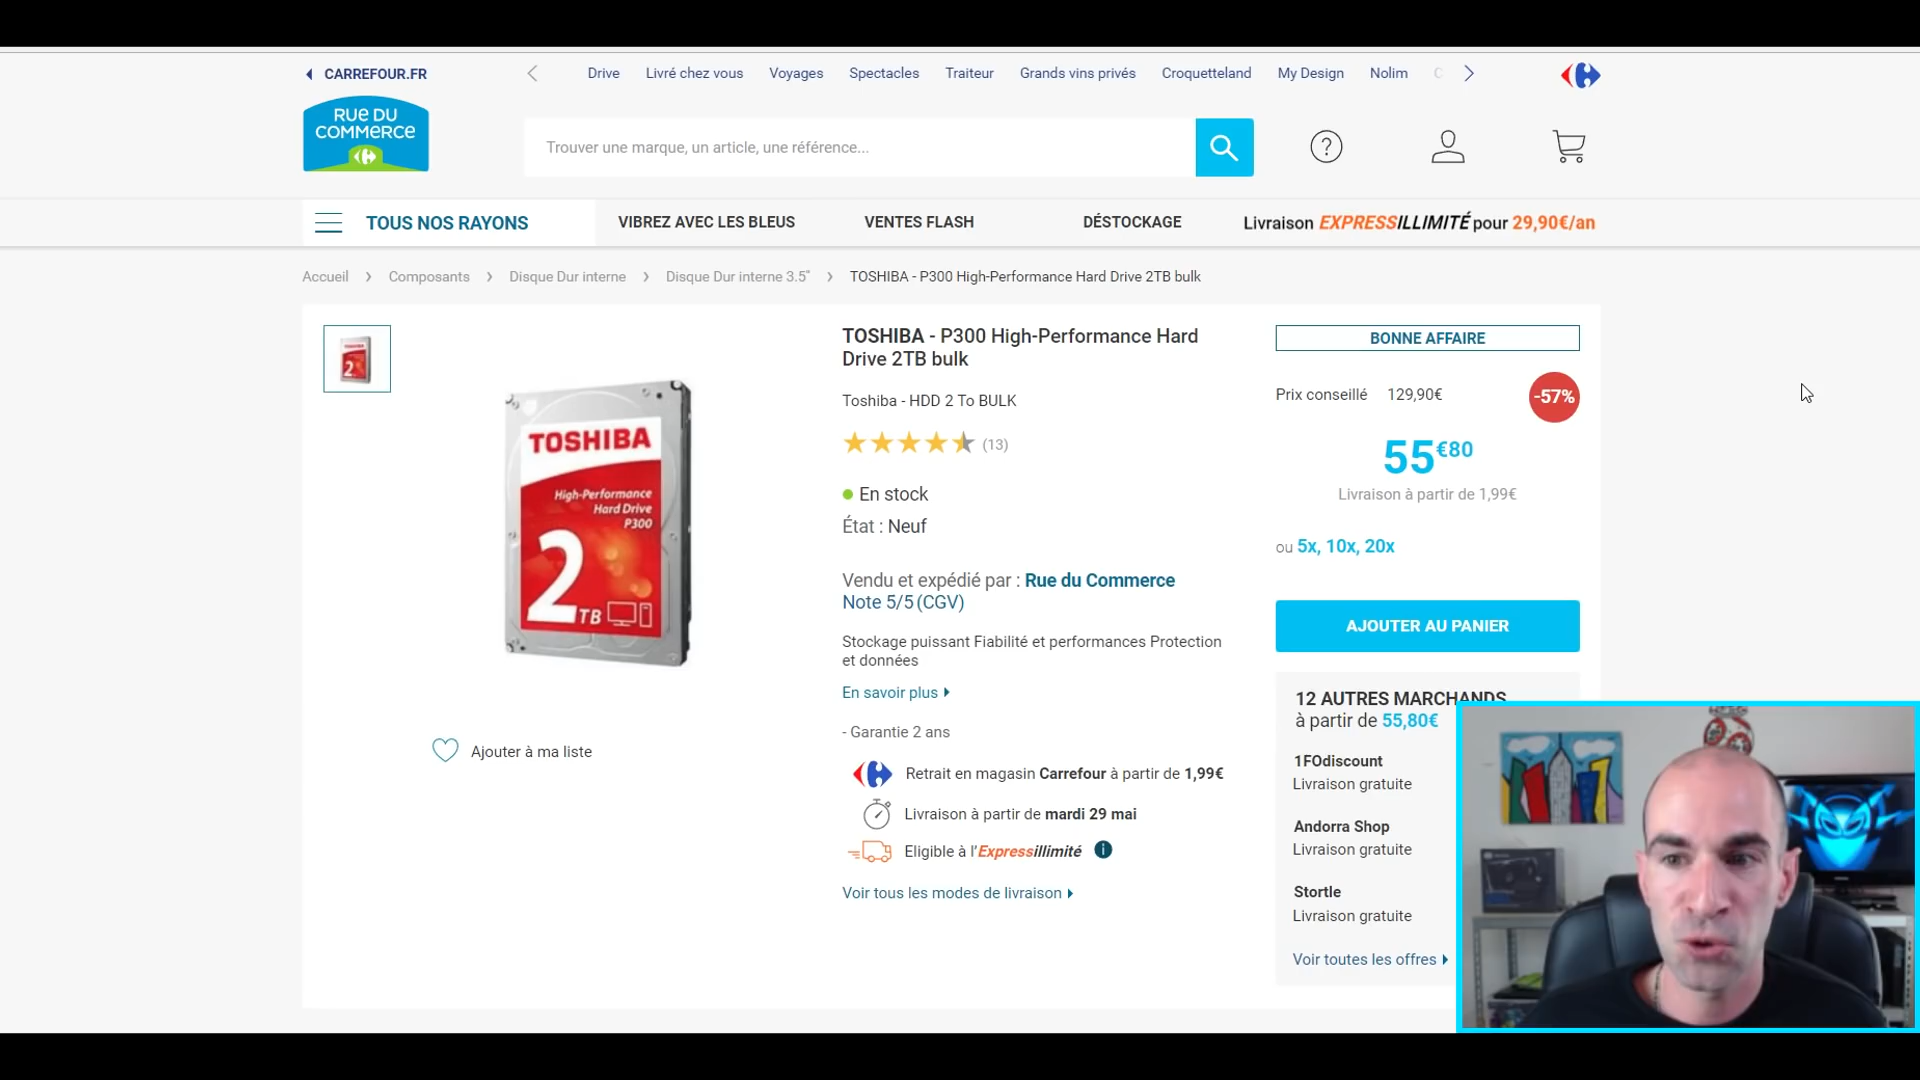 CARREFOUR.FR
Drive Livré chez vous Voyages Spectacles Traiteur Grands vins privés Croquetteland My Design Nolim
RUE DU
COMMERCE
Trouver une marque, un article, une référence...
TOUS NOS RAYONS
VIBREZ AVEC LES BLEUS
VENTES FLASH
DÉSTOCKAGE
Livraison EXPRESSILLIMITÉ pour 29,90€/an
Accueil > Composants > Disque Dur interne > Disque Dur interne 3.5" > TOSHIBA - P300 High-Performance Hard Drive 2TB bulk
TOSHIBA
2
TOSHIBA
High-Performance
Hard Drive
P300
2TB
Ajouter à ma liste
TOSHIBA - P300 High-Performance Hard
Drive 2TB bulk
Toshiba - HDD 2 To BULK
(13)
En stock
État : Neuf
Vendu et expédié par : Rue du Commerce
Note 5/5 (CGV)
Stockage puissant Fiabilité et performances Protection
et données
En savoir plus
- Garantie 2 ans
Retrait en magasin Carrefour à partir de 1,99€
Livraison à partir de mardi 29 mai
Eligible à l'Expressillimité i
Voir tous les modes de livraison
BONNE AFFAIRE
Prix conseillé 129,90€
-57%
55€80
Livraison à partir de 1,99€
ou 5x, 10x, 20x
AJOUTER AU PANIER
12 AUTRES MARCHANDS
à partir de 55,80€
1FOdiscount
Livraison gratuite
Andorra Shop
Livraison gratuite
Stortle
Livraison gratuite
Voir toutes les offres